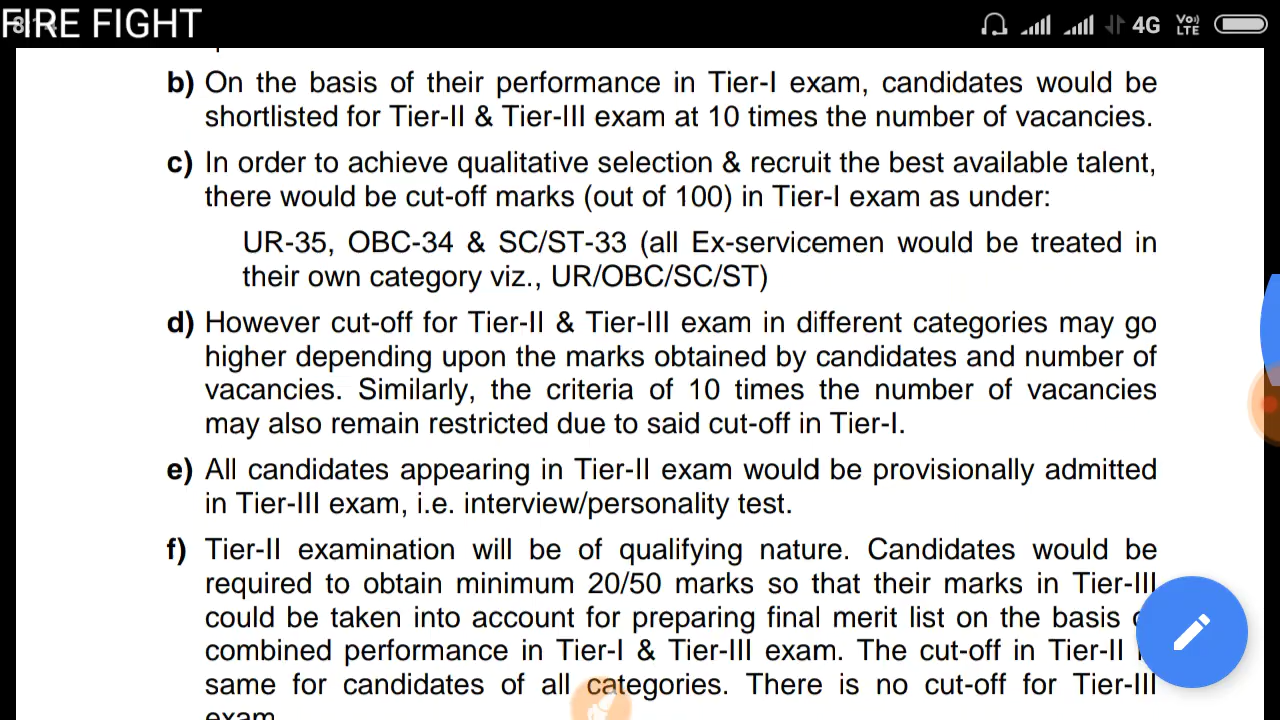 FIRE FIGHT
4G
Vo)
LTE
b) On the basis of their performance in Tier-I exam, candidates would be
shortlisted for Tier-II & Tier-III exam at 10 times the number of vacancies.
c) In order to achieve qualitative selection & recruit the best available talent,
there would be cut-off marks (out of 100) in Tier-I exam as under:
UR-35, OBC-34 & SC/ST-33 (all Ex-servicemen would be treated in
their own category viz., UR/OBC/SC/ST)
d) However cut-off for Tier-II & Tier-III exam in different categories may go
higher depending upon the marks obtained by candidates and number of
vacancies. Similarly, the criteria of 10 times the number of vacancies
may also remain restricted due to said cut-off in Tier-I.
e) All candidates appearing in Tier-II exam would be provisionally admitted
in Tier-III exam, i.e. interview/personality test.
f) Tier-II examination will be of qualifying nature. Candidates would be
required to obtain minimum 20/50 marks so that their marks in Tier-III
could be taken into account for preparing final merit list on the basis
combined performance in Tier-I & Tier-III exam. The cut-off in Tier-II
same for candidates of all categories. There is no cut-off for Tier-III
exam